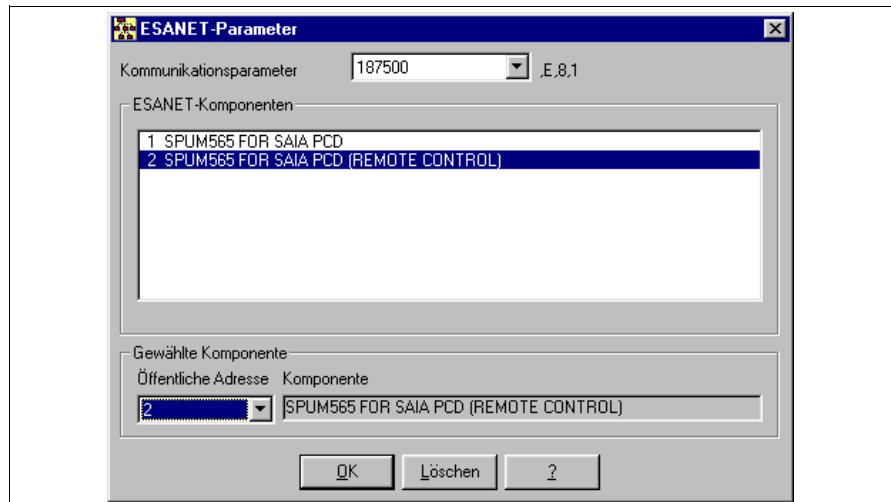 ESANET-Parameter
Kommunikationsparameter 187500 ,E,8,1
ESANET-Komponenten
1 SPUM565 FOR SAIA PCD
2 SPUM565 FOR SAIA PCD (REMOTE CONTROL)
Gewählte Komponente
Öffentliche Adresse Komponente
2 SPUM565 FOR SAIA PCD (REMOTE CONTROL)
OK Löschen ?